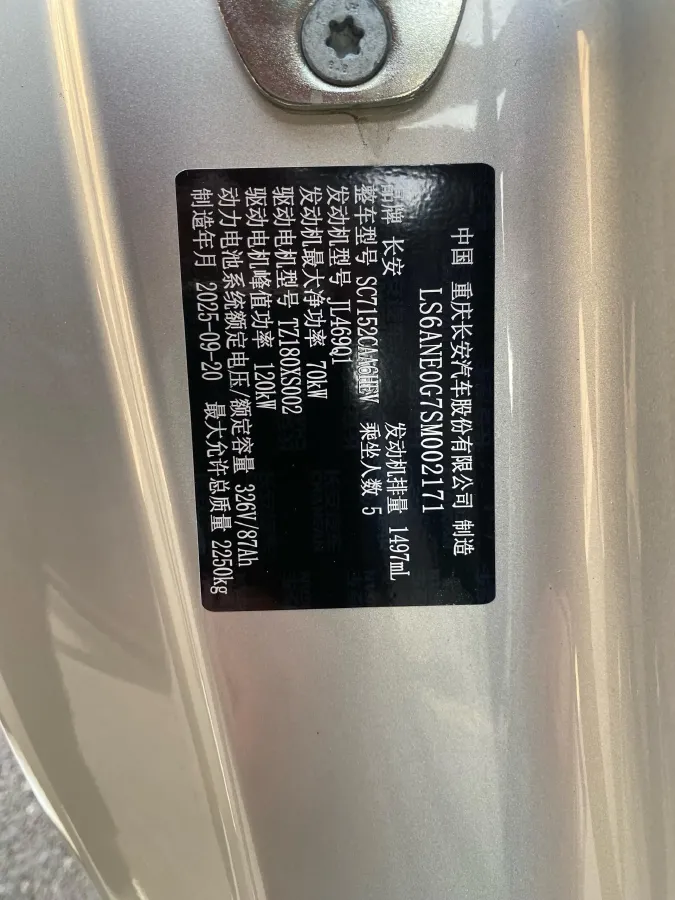 中国 重庆长安汽车股份有限公司 制造
LS6ANE0G7SM002171
品牌 长安
整车型号 SC7152CAA6HEV 乘坐人数 5
发动机型号 JL469Q1 发动机排量 1497mL
发动机最大净功率 70kW
驱动电机型号 TZ180XS002
驱动电机峰值功率 120kW
动力电池系统额定电压/额定容量 326V/87Ah
制造年月 2025-09-20 最大允许总质量 2250kg